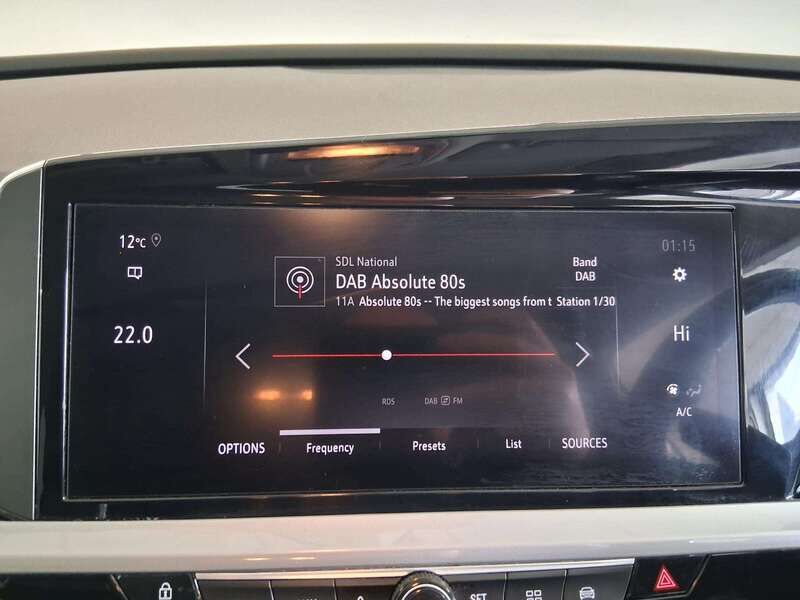 12°C
01:15
SDL National
DAB Absolute 80s
11A Absolute 80s -- The biggest songs from t Station 1/30
Band
DAB
22.0
Hi
RDS
DAB FM
A/C
OPTIONS Frequency Presets List SOURCES
SET